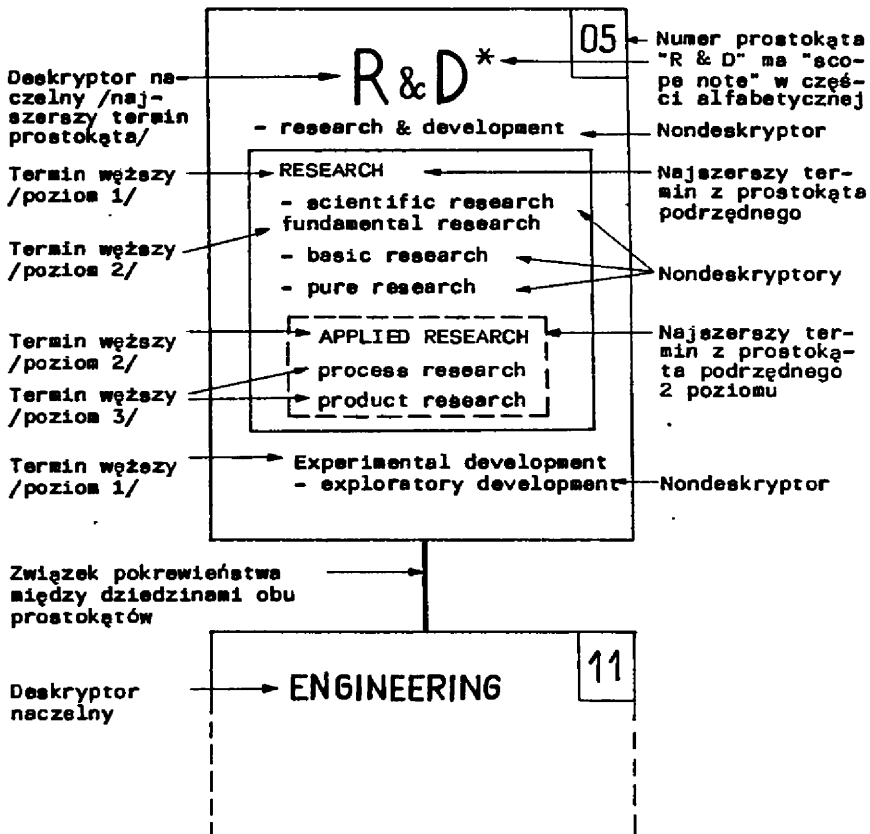 05
Deskryptor na-
czelny /naj-
szerszy termin
prostokąta/
R & D*
Numer prostokąta
"R & D" ma "sco-
pe note" w częś-
ci alfabetycznej
- research & development
Nondeskryptor
Termin węższy
/poziom 1/
RESEARCH
Najszerszy ter-
min z prostokąta
podrzędnego
- scientific research
Termin węższy
/poziom 2/
fundamental research
- basic research
- pure research
Nondeskryptory
Termin węższy
/poziom 2/
APPLIED RESEARCH
Najszerszy ter-
min z prostoką-
ta podrzędnego
2 poziomu
Termin węższy
/poziom 3/
process research
product research
Termin węższy
/poziom 1/
Experimental development
- exploratory development
Nondeskryptor
Związek pokrewieństwa
między dziedzinami obu
prostokątów
11
Deskryptor
naczelny
ENGINEERING